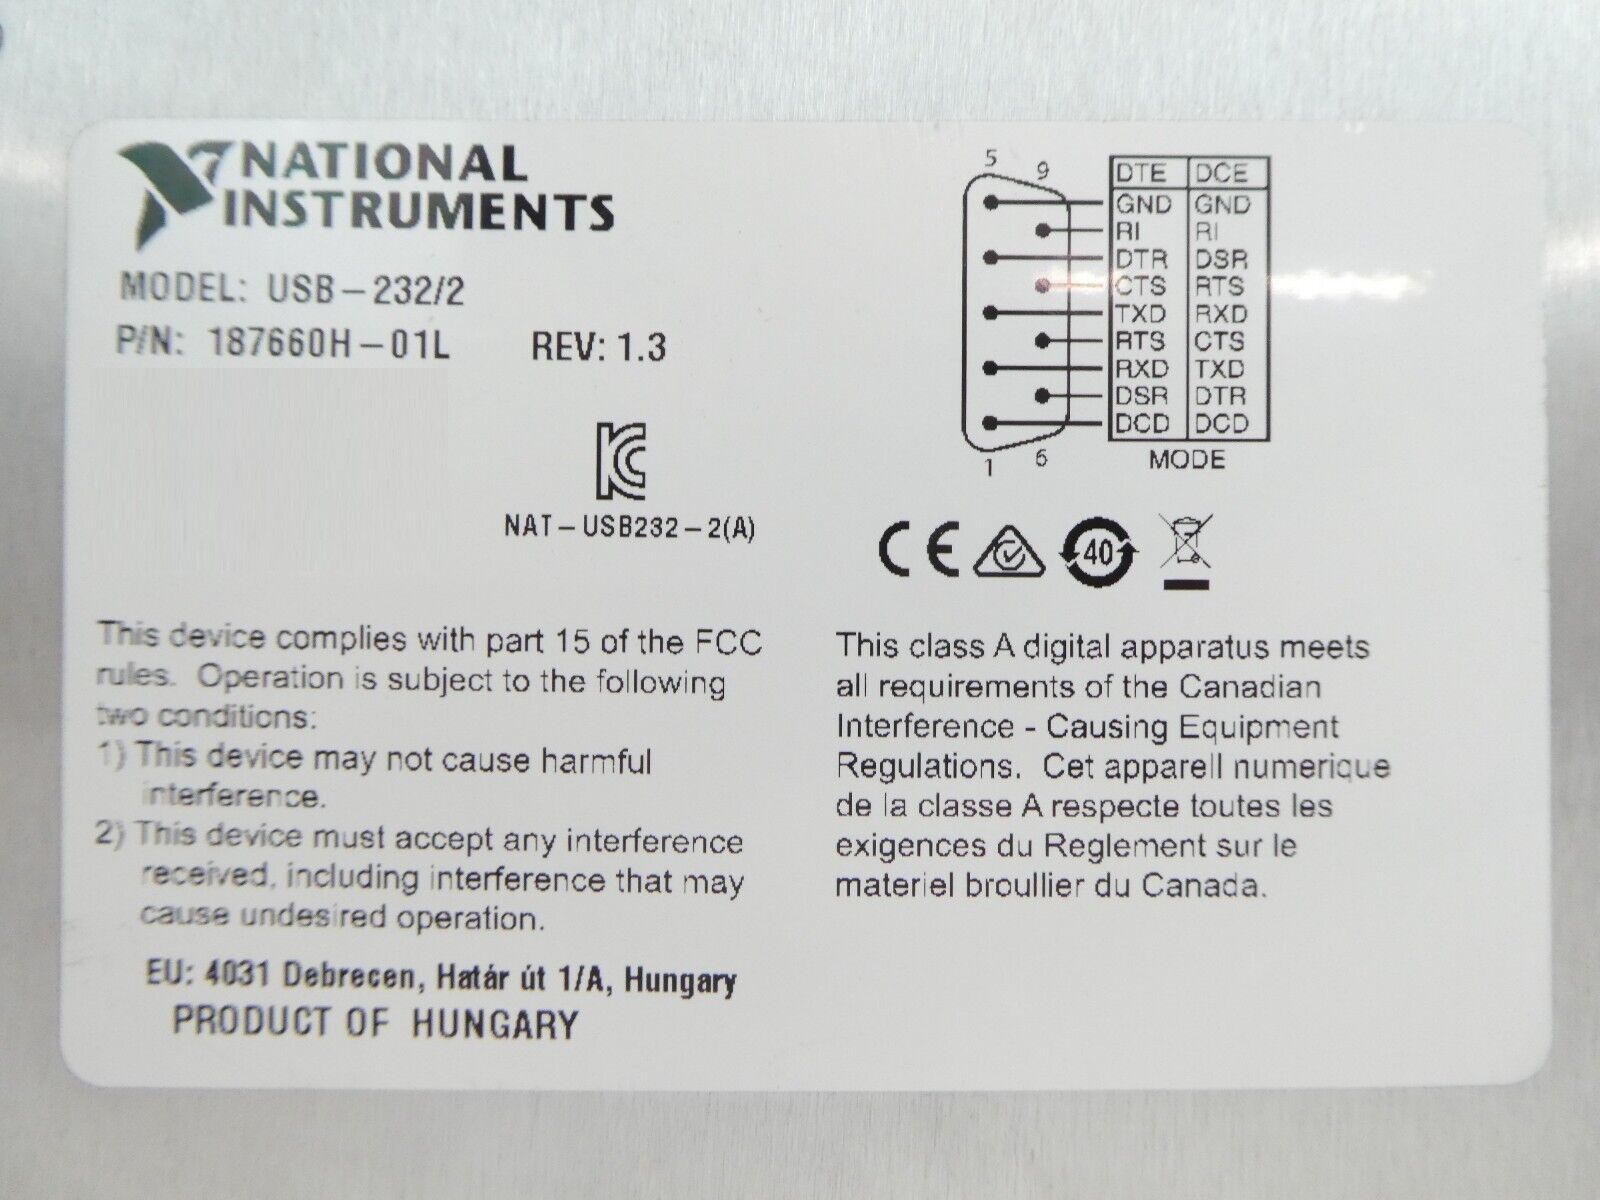 NATIONAL
INSTRUMENTS
MODEL: USB-232/2
P/N: 187660H-01L REV: 1.3
KC
NAT-USB232-2(A)
This device complies with part 15 of the FCC
rules. Operation is subject to the following
two conditions:
1) This device may not cause harmful
interference.
2) This device must accept any interference
received, including interference that may
cause undesired operation.
EU: 4031 Debrecen, Határ út 1/A, Hungary
PRODUCT OF HUNGARY
5 9
DTE DCE
GND GND
RI RI
DTR DSR
CTS RTS
TXD RXD
RTS CTS
RXD TXD
DSR DTR
DCD DCD
1 6 MODE
CE 40
This class A digital apparatus meets
all requirements of the Canadian
Interference - Causing Equipment
Regulations. Cet appareil numerique
de la classe A respecte toutes les
exigences du Reglement sur le
materiel broullier du Canada.